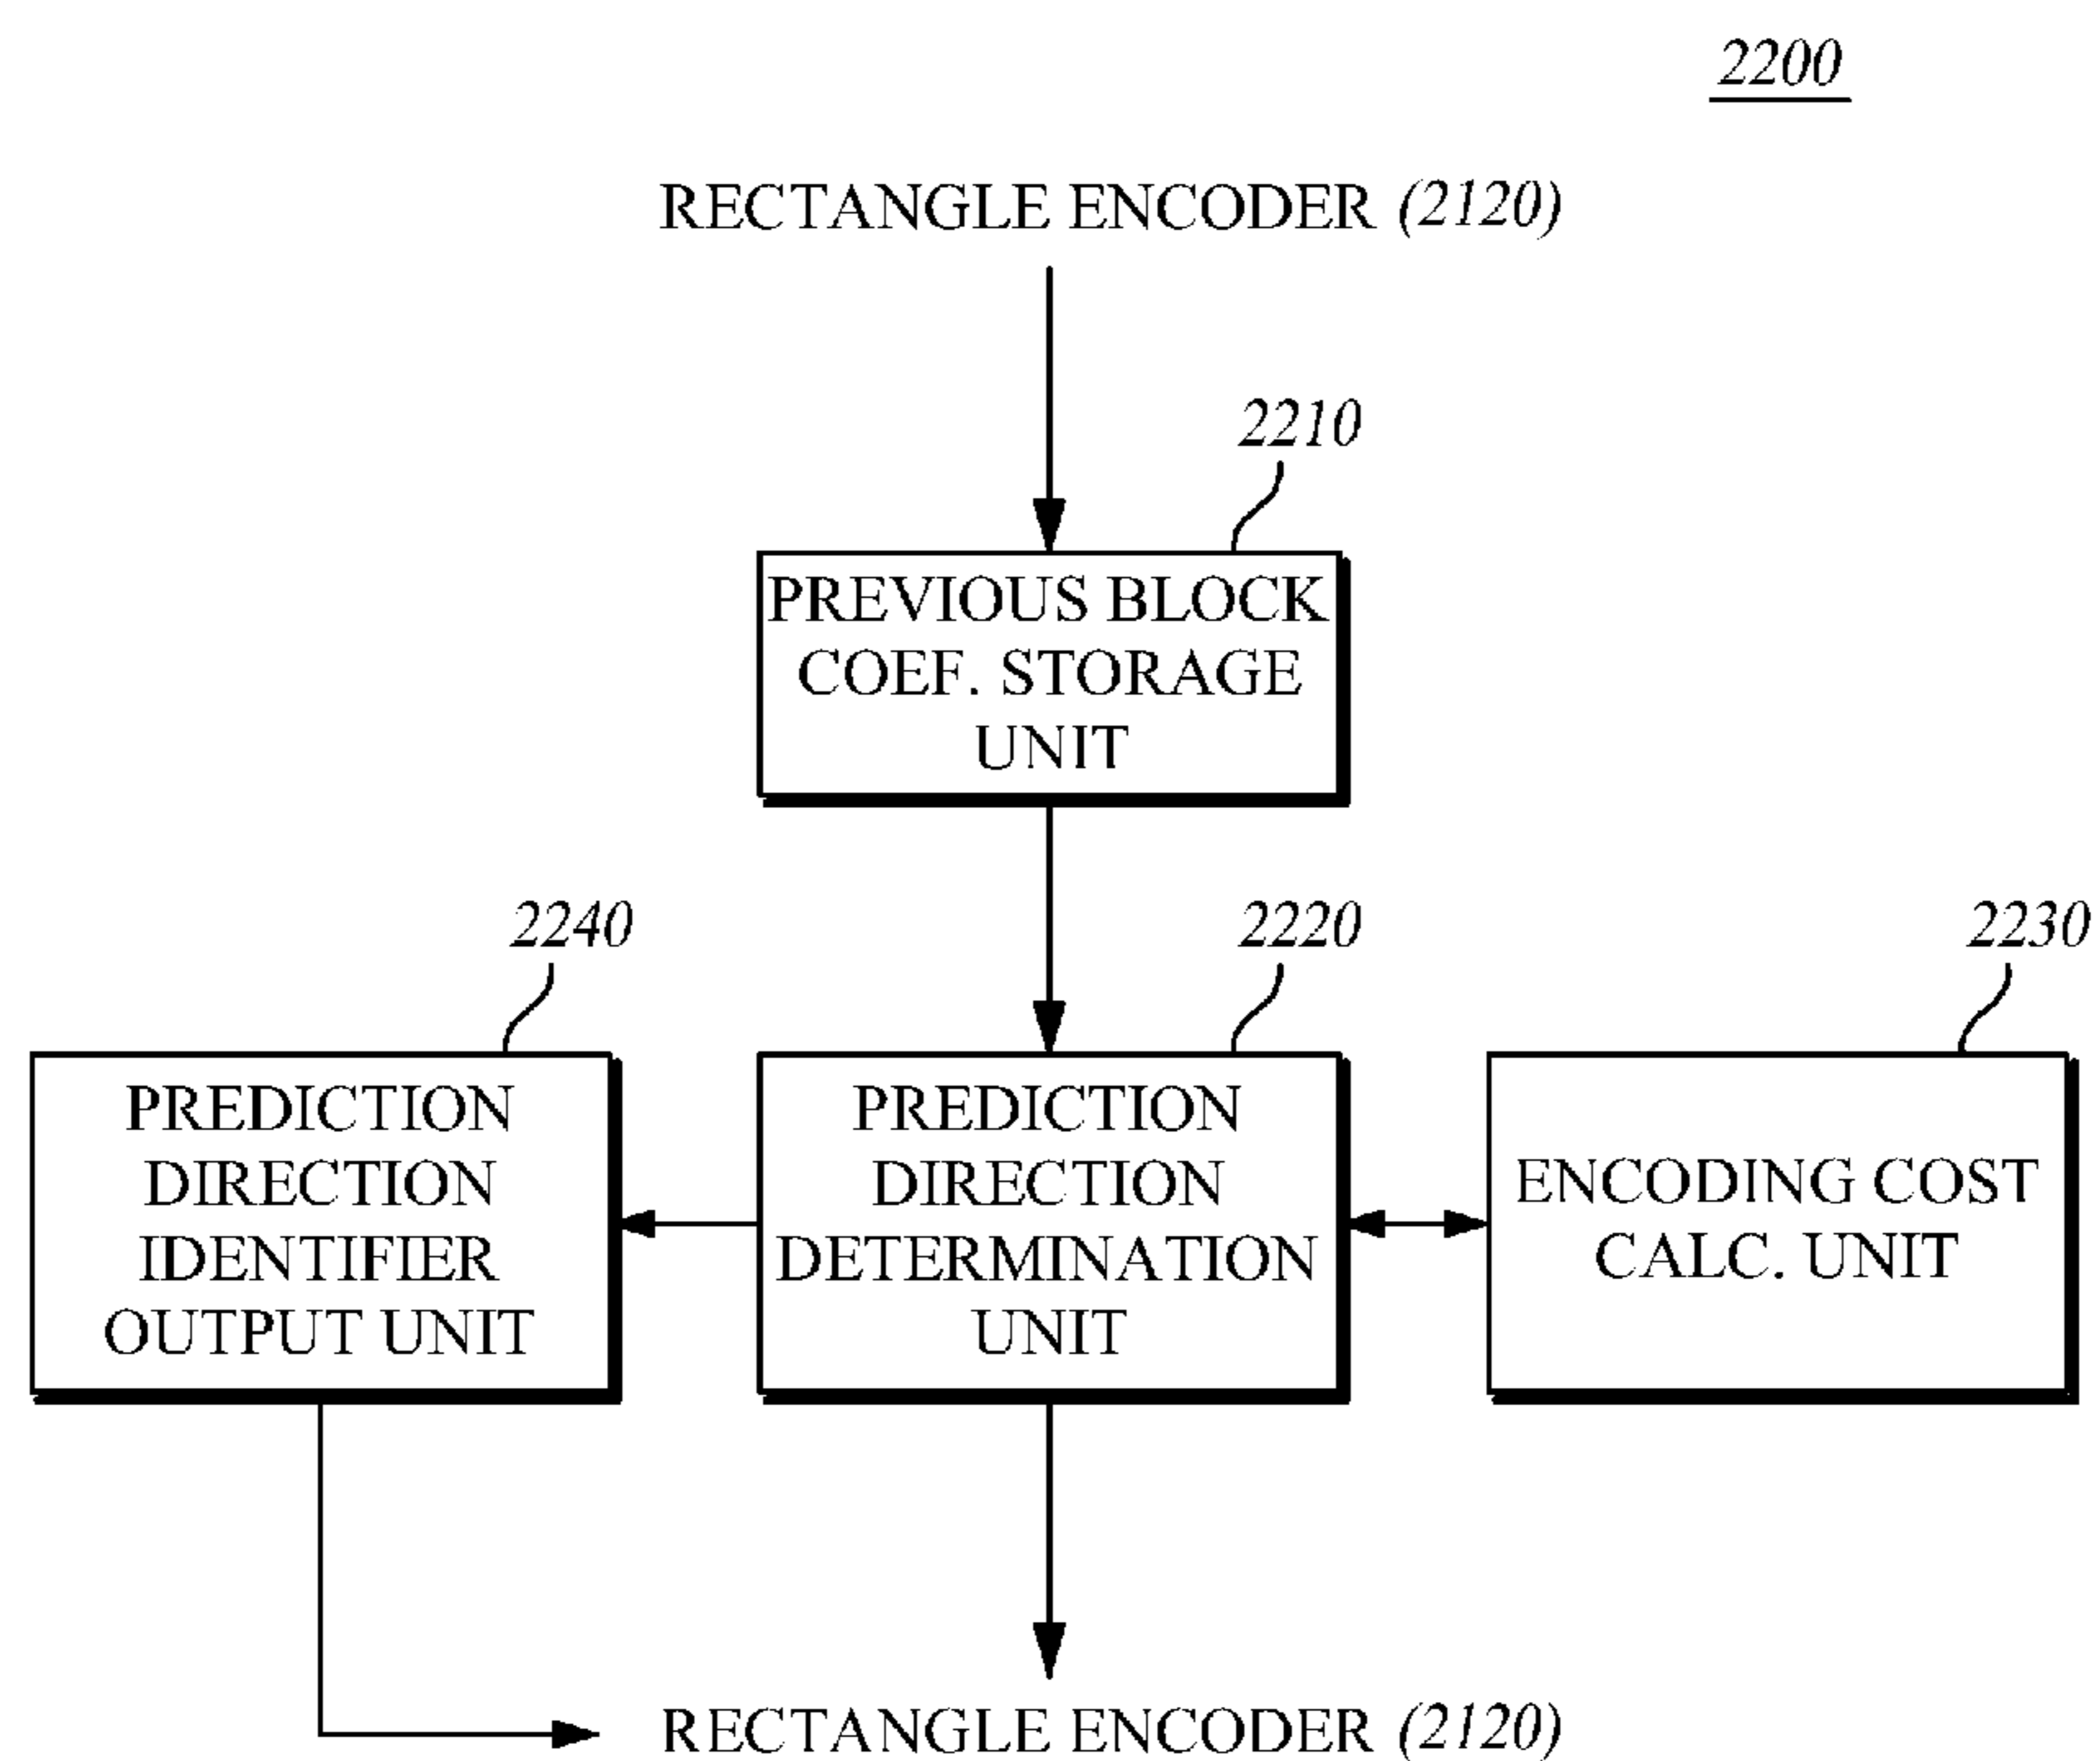 2200
RECTANGLE ENCODER (2120)
2210
PREVIOUS BLOCK
COEF. STORAGE
UNIT
2240
2220
2230
PREDICTION
DIRECTION
IDENTIFIER
OUTPUT UNIT
PREDICTION
DIRECTION
DETERMINATION
UNIT
ENCODING COST
CALC. UNIT
RECTANGLE ENCODER (2120)